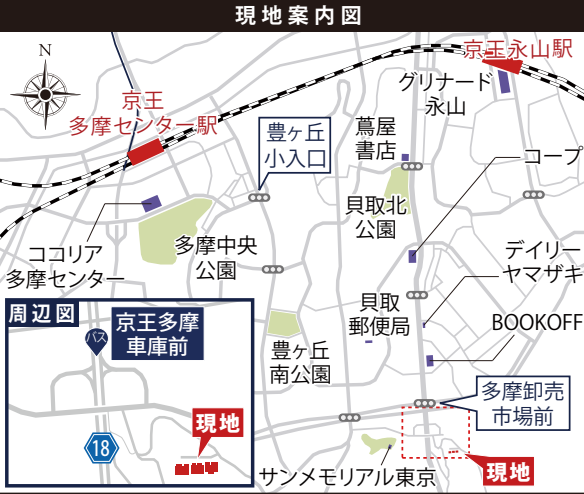 現地案内図
N
京王永山駅
グリナード
永山
京王
多摩センター駅
豊ヶ丘
小入口
蔦屋
書店
コープ
貝取北
公園
ココリア
多摩センター
多摩中央
公園
デイリー
ヤマザキ
貝取
郵便局
BOOKOFF
豊ヶ丘
南公園
多摩卸売
市場前
サンメモリアル東京
現地
周辺図
バス
京王多摩
車庫前
18
現地